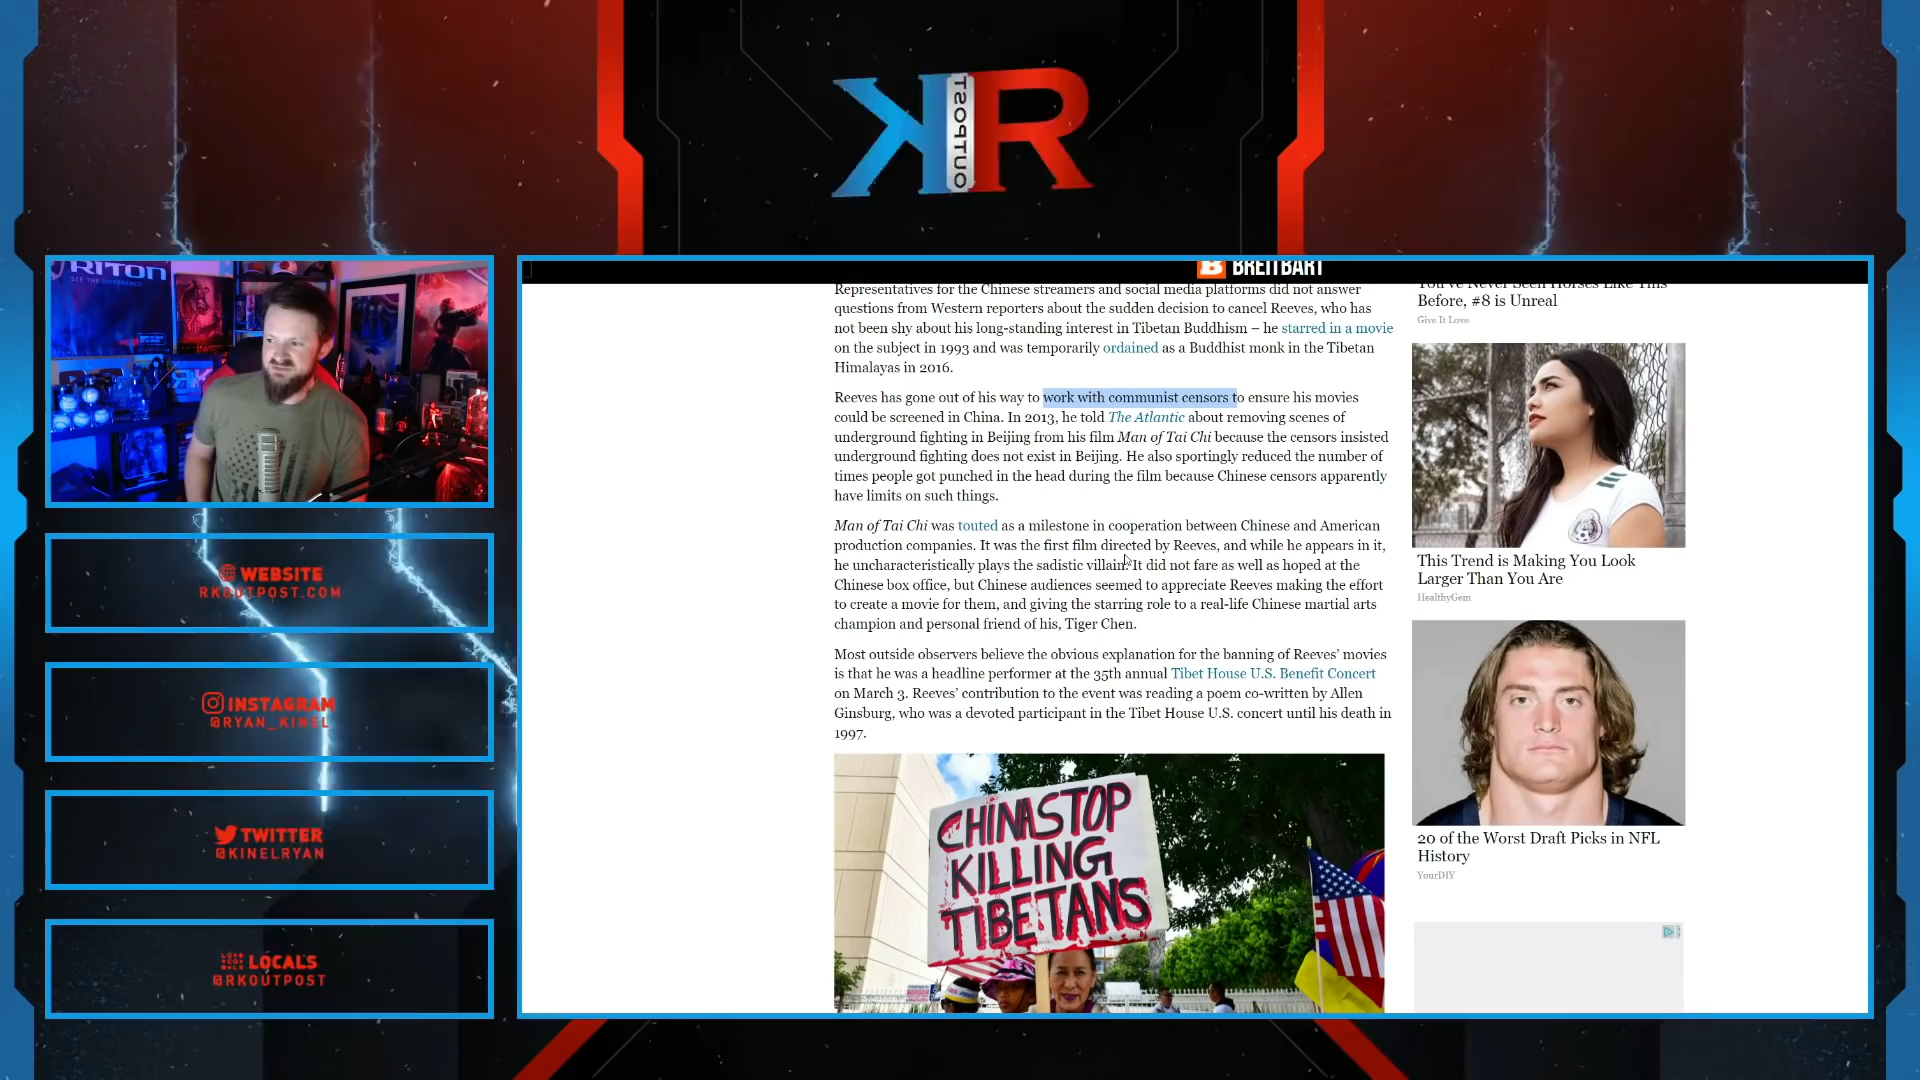 K OUTPOST R
RITON
SEE THE DIFFERENCE
WEBSITE
RKOUTPOST.COM
INSTAGRAM
@RYAN_KINEL
TWITTER
@KINELRYAN
LOCALS
@RKOUTPOST
B BREITBART
Representatives for the Chinese streamers and social media platforms did not answer
questions from Western reporters about the sudden decision to cancel Reeves, who has
not been shy about his long-standing interest in Tibetan Buddhism – he starred in a movie
on the subject in 1993 and was temporarily ordained as a Buddhist monk in the Tibetan
Himalayas in 2016.
Reeves has gone out of his way to work with communist censors to ensure his movies
could be screened in China. In 2013, he told The Atlantic about removing scenes of
underground fighting in Beijing from his film Man of Tai Chi because the censors insisted
underground fighting does not exist in Beijing. He also sportingly reduced the number of
times people got punched in the head during the film because Chinese censors apparently
have limits on such things.
Man of Tai Chi was touted as a milestone in cooperation between Chinese and American
production companies. It was the first film directed by Reeves, and while he appears in it,
he uncharacteristically plays the sadistic villain. It did not fare as well as hoped at the
Chinese box office, but Chinese audiences seemed to appreciate Reeves making the effort
to create a movie for them, and giving the starring role to a real-life Chinese martial arts
champion and personal friend of his, Tiger Chen.
Most outside observers believe the obvious explanation for the banning of Reeves’ movies
is that he was a headline performer at the 35th annual Tibet House U.S. Benefit Concert
on March 3. Reeves’ contribution to the event was reading a poem co-written by Allen
Ginsburg, who was a devoted participant in the Tibet House U.S. concert until his death in
1997.
CHINA STOP
KILLING
TIBETANS
You've Never Seen Horses Like This
Before, #8 is Unreal
Give It Love
This Trend is Making You Look
Larger Than You Are
HealthyGem
20 of the Worst Draft Picks in NFL
History
YourDIY